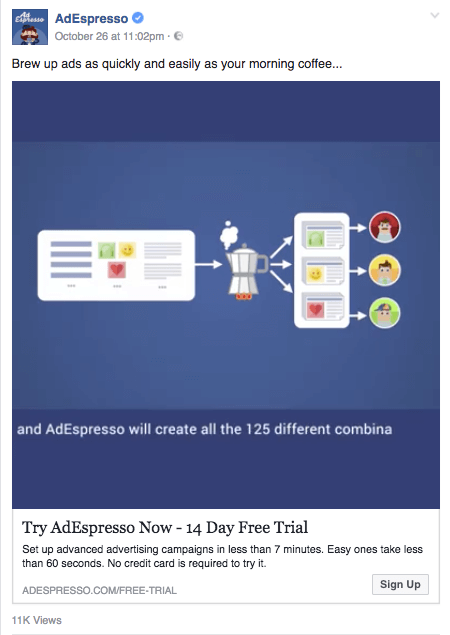 Ad
Espresso
AdEspresso
October 26 at 11:02pm ·
Brew up ads as quickly and easily as your morning coffee...
... ... ...
and AdEspresso will create all the 125 different combina
Try AdEspresso Now - 14 Day Free Trial
Set up advanced advertising campaigns in less than 7 minutes. Easy ones take less
than 60 seconds. No credit card is required to try it.
ADESPRESSO.COM/FREE-TRIAL
Sign Up
11K Views